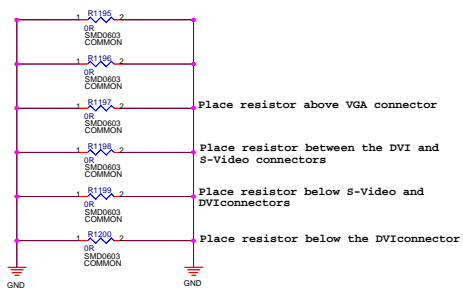 R1195
1 2
0R
SMD0603
COMMON
R1196
1 2
0R
SMD0603
COMMON
R1197
1 2
0R
SMD0603
COMMON
Place resistor above VGA connector
R1198
1 2
0R
SMD0603
COMMON
Place resistor between the DVI and
S-Video connectors
R1199
1 2
0R
SMD0603
COMMON
Place resistor below S-Video and
DVIconnectors
R1200
1 2
0R
SMD0603
COMMON
Place resistor below the DVIconnector
GND
GND